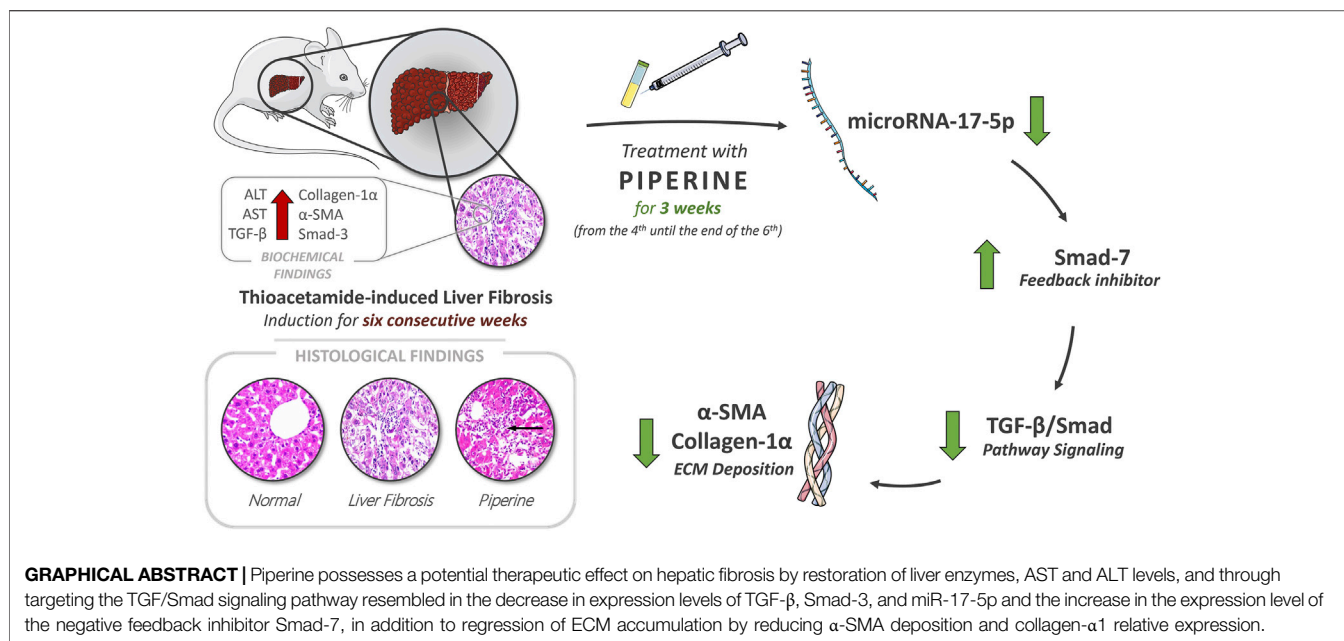 ALT
AST
TGF-β
Collagen-1α
α-SMA
Smad-3
BIOCHEMICAL
FINDINGS
Thioacetamide-induced Liver Fibrosis
Induction for six consecutive weeks
HISTOLOGICAL FINDINGS
Normal
Liver Fibrosis
Piperine
Treatment with
PIPERINE
for 3 weeks
(from the 4th until the end of the 6th)
microRNA-17-5p
Smad-7
Feedback inhibitor
TGF-β/Smad
Pathway Signaling
α-SMA
Collagen-1α
ECM Deposition
GRAPHICAL ABSTRACT | Piperine possesses a potential therapeutic effect on hepatic fibrosis by restoration of liver enzymes, AST and ALT levels, and through
targeting the TGF/Smad signaling pathway resembled in the decrease in expression levels of TGF-β, Smad-3, and miR-17-5p and the increase in the expression level of
the negative feedback inhibitor Smad-7, in addition to regression of ECM accumulation by reducing α-SMA deposition and collagen-α1 relative expression.